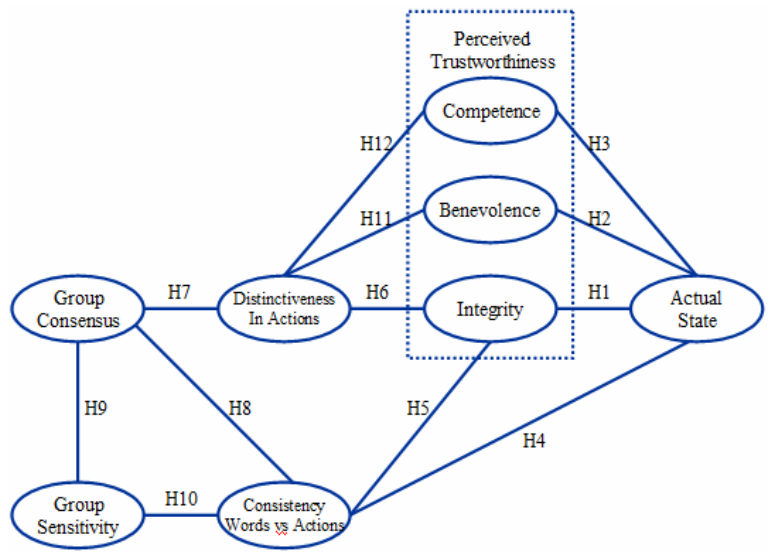 Perceived
Trustworthiness
Competence
H12
H3
Benevolence
H11
H2
Group
Consensus
H7
Distinctiveness
In Actions
H6
Integrity
H1
Actual
State
H9
H8
H5
H4
Group
Sensitivity
H10
Consistency
Words vs Actions